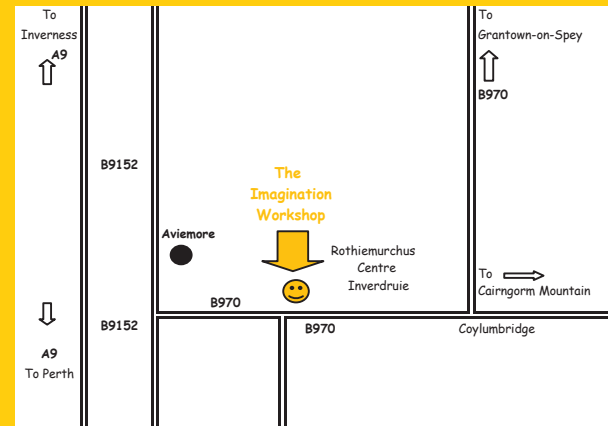 To
Inverness
A9
To
Grantown-on-Spey
B970
B9152
The
Imagination
Workshop
Aviemore
Rothiemurchus
Centre
Inverdruie
To
Cairngorm Mountain
B970
B9152
B970
Coylumbridge
A9
To Perth